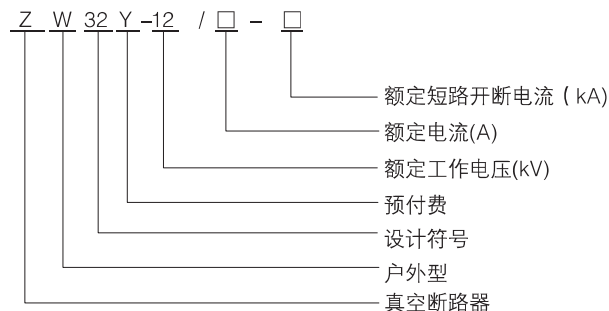 Z W 32 Y -12 / □ - □
额定短路开断电流（kA)
额定电流(A)
额定工作电压(kV)
预付费
设计符号
户外型
真空断路器